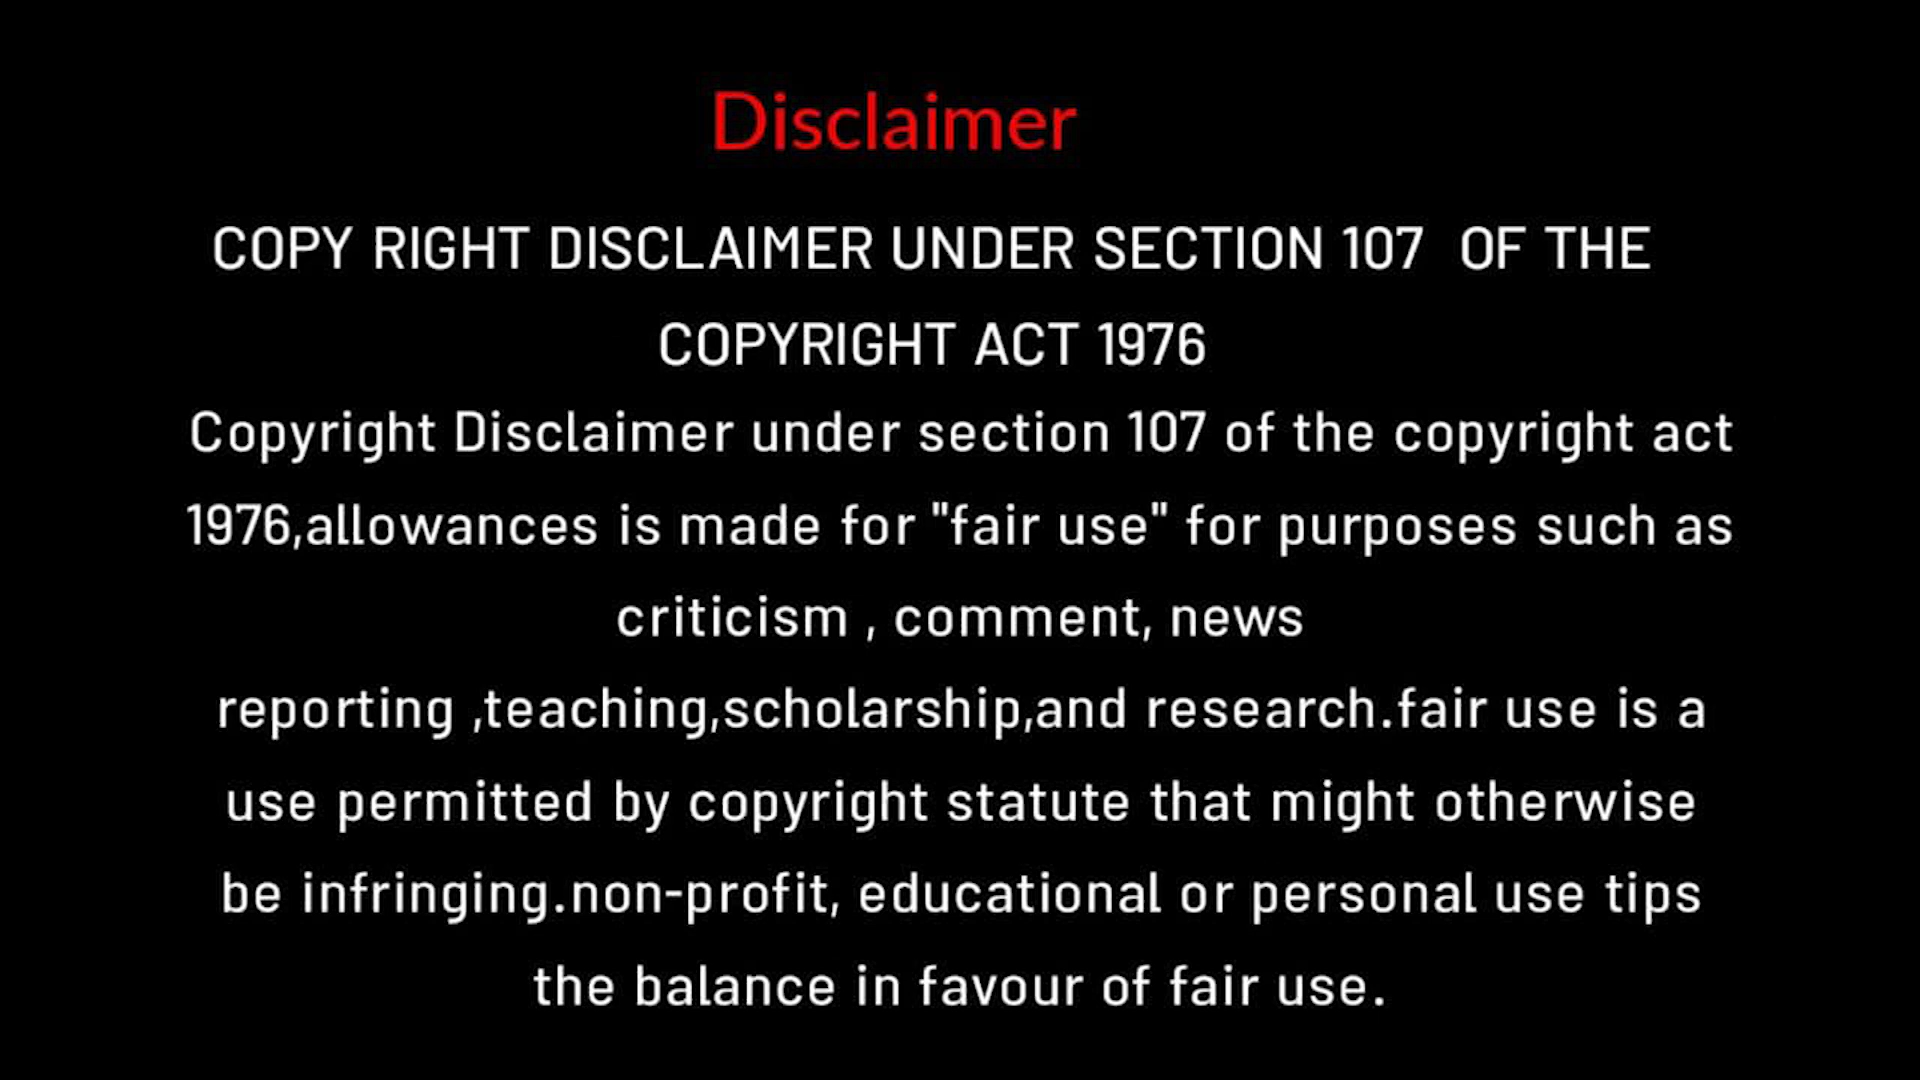 Disclaimer
COPY RIGHT DISCLAIMER UNDER SECTION 107 OF THE
COPYRIGHT ACT 1976
Copyright Disclaimer under section 107 of the copyright act
1976,allowances is made for "fair use" for purposes such as
criticism , comment, news
reporting ,teaching,scholarship,and research.fair use is a
use permitted by copyright statute that might otherwise
be infringing.non-profit, educational or personal use tips
the balance in favour of fair use.